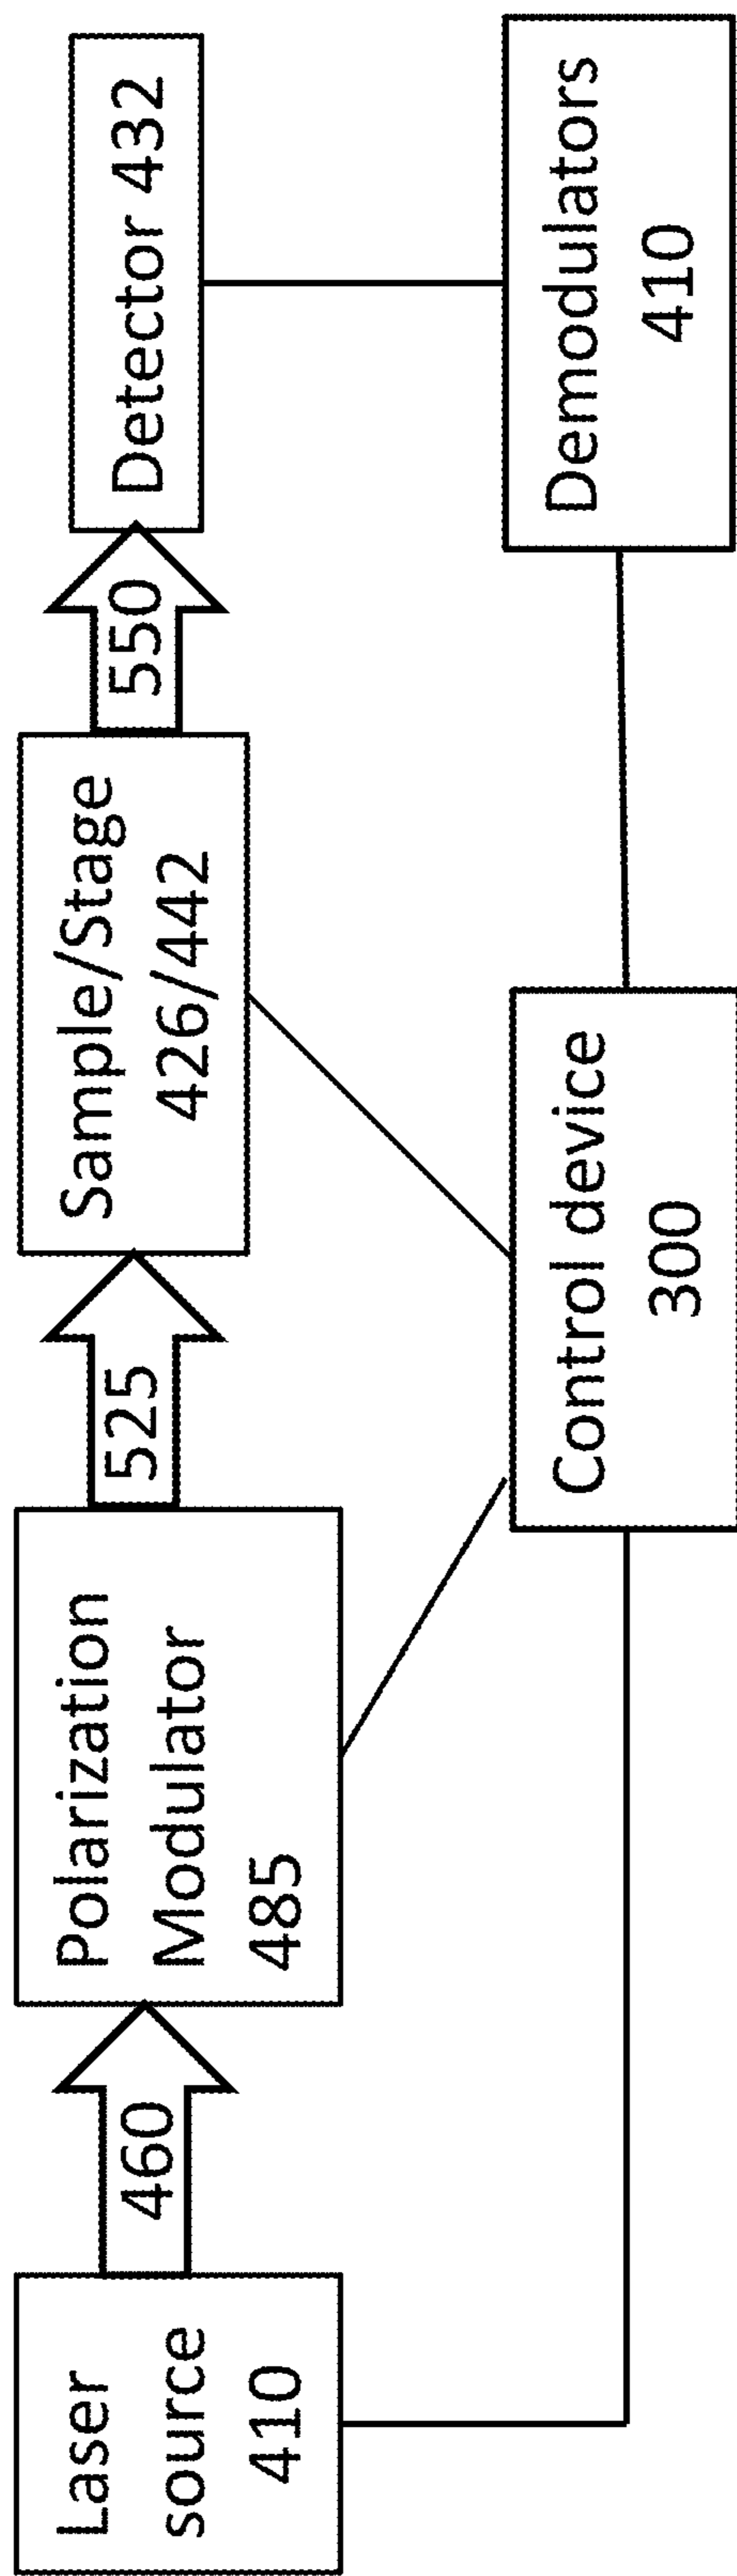 Laser
source
410
460
Polarization
Modulator
485
525
Sample/Stage
426/442
550
Detector 432
Control device
300
Demodulators
410